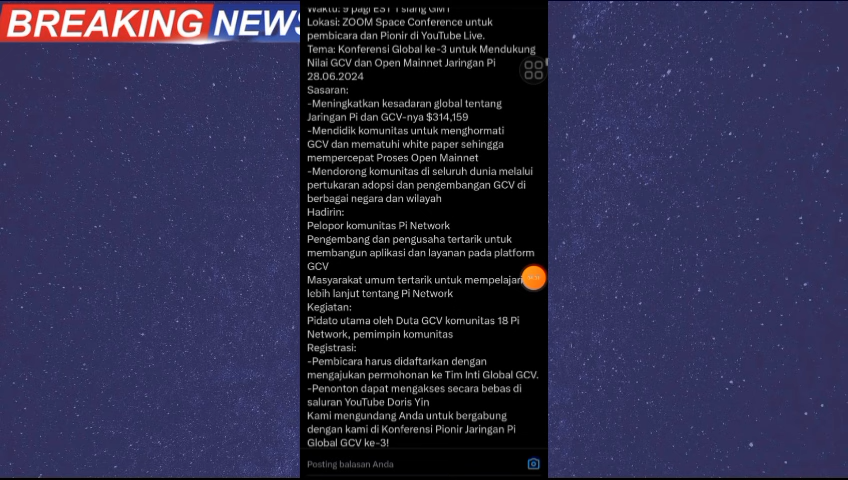 BREAKING NEWS
Waktu: 9 pagi EST 1 siang GMT
Lokasi: ZOOM Space Conference untuk
pembicara dan Pionir di YouTube Live.
Tema: Konferensi Global ke-3 untuk Mendukung
Nilai GCV dan Open Mainnet Jaringan Pi
28.06.2024
Sasaran:
-Meningkatkan kesadaran global tentang
Jaringan Pi dan GCV-nya $314,159
-Mendidik komunitas untuk menghormati
GCV dan mematuhi white paper sehingga
mempercepat Proses Open Mainnet
-Mendorong komunitas di seluruh dunia melalui
pertukaran adopsi dan pengembangan GCV di
berbagai negara dan wilayah
Hadirin:
Pelopor komunitas Pi Network
Pengembang dan pengusaha tertarik untuk
membangun aplikasi dan layanan pada platform
GCV
Masyarakat umum tertarik untuk mempelajari
lebih lanjut tentang Pi Network
Kegiatan:
Pidato utama oleh Duta GCV komunitas 18 Pi
Network, pemimpin komunitas
Registrasi:
-Pembicara harus didaftarkan dengan
mengajukan permohonan ke Tim Inti Global GCV.
-Penonton dapat mengakses secara bebas di
saluran YouTube Doris Yin
Kami mengundang Anda untuk bergabung
dengan kami di Konferensi Pionir Jaringan Pi
Global GCV ke-3!
Posting balasan Anda